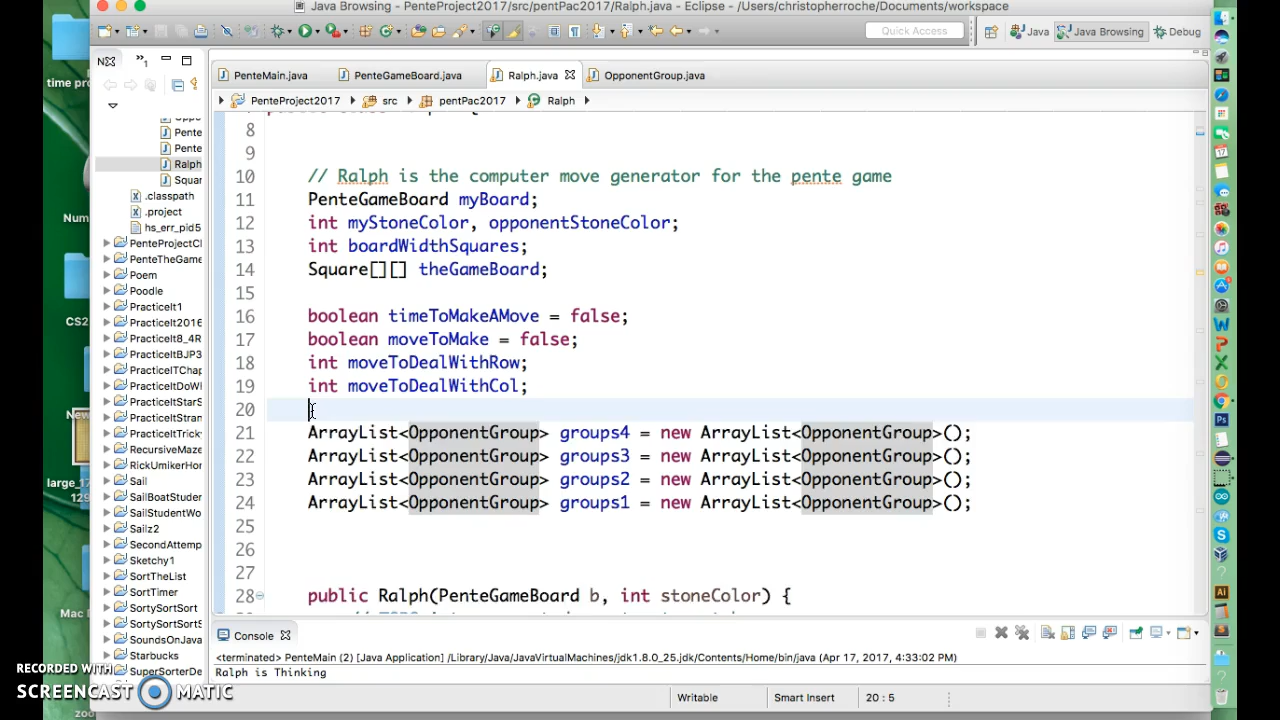 Java Browsing - PenteProject2017/src/pentPac2017/Ralph.java - Eclipse - /Users/christopherroche/Documents/workspace
Quick Access
Java
Java Browsing
Debug
time pro
Num
CS2
New
large_1
129
Mac B
zoo
Pente
Pente
Ralph
Squar
.classpath
.project
hs_err_pid5
PenteProjectCl
PenteTheGame
Poem
Poodle
PracticeIt1
PracticeIt2016
PracticeIt8_4R
PracticeItBJP3
PracticeITChap
PracticeItDoW
PracticeItStarS
PracticeItStran
PracticeItTrick
RecursiveMaze
RickUmikerHor
Sail
SailBoatStuder
SailStudentWo
Sailz2
SecondAttemp
Sketchy1
SortTheList
SortTimer
SortySortSort
SortySortSortS
SoundsOnJava
Starbucks
SuperSorterDe
PenteMain.java
PenteGameBoard.java
Ralph.java
OpponentGroup.java
PenteProject2017
src
pentPac2017
Ralph
8
9
10 // Ralph is the computer move generator for the pente game
11 PenteGameBoard myBoard;
12 int myStoneColor, opponentStoneColor;
13 int boardWidthSquares;
14 Square[][] theGameBoard;
15
16 boolean timeToMakeAMove = false;
17 boolean moveToMake = false;
18 int moveToDealWithRow;
19 int moveToDealWithCol;
20
21 ArrayList<OpponentGroup> groups4 = new ArrayList<OpponentGroup>();
22 ArrayList<OpponentGroup> groups3 = new ArrayList<OpponentGroup>();
23 ArrayList<OpponentGroup> groups2 = new ArrayList<OpponentGroup>();
24 ArrayList<OpponentGroup> groups1 = new ArrayList<OpponentGroup>();
25
26
27
28 public Ralph(PenteGameBoard b, int stoneColor) {
Console
<terminated> PenteMain (2) [Java Application] /Library/Java/JavaVirtualMachines/jdk1.8.0_25.jdk/Contents/Home/bin/java (Apr 17, 2017, 4:33:02 PM)
Ralph is Thinking
Writable
Smart Insert
20 : 5
RECORDED WITH
SCREENCAST MATIC